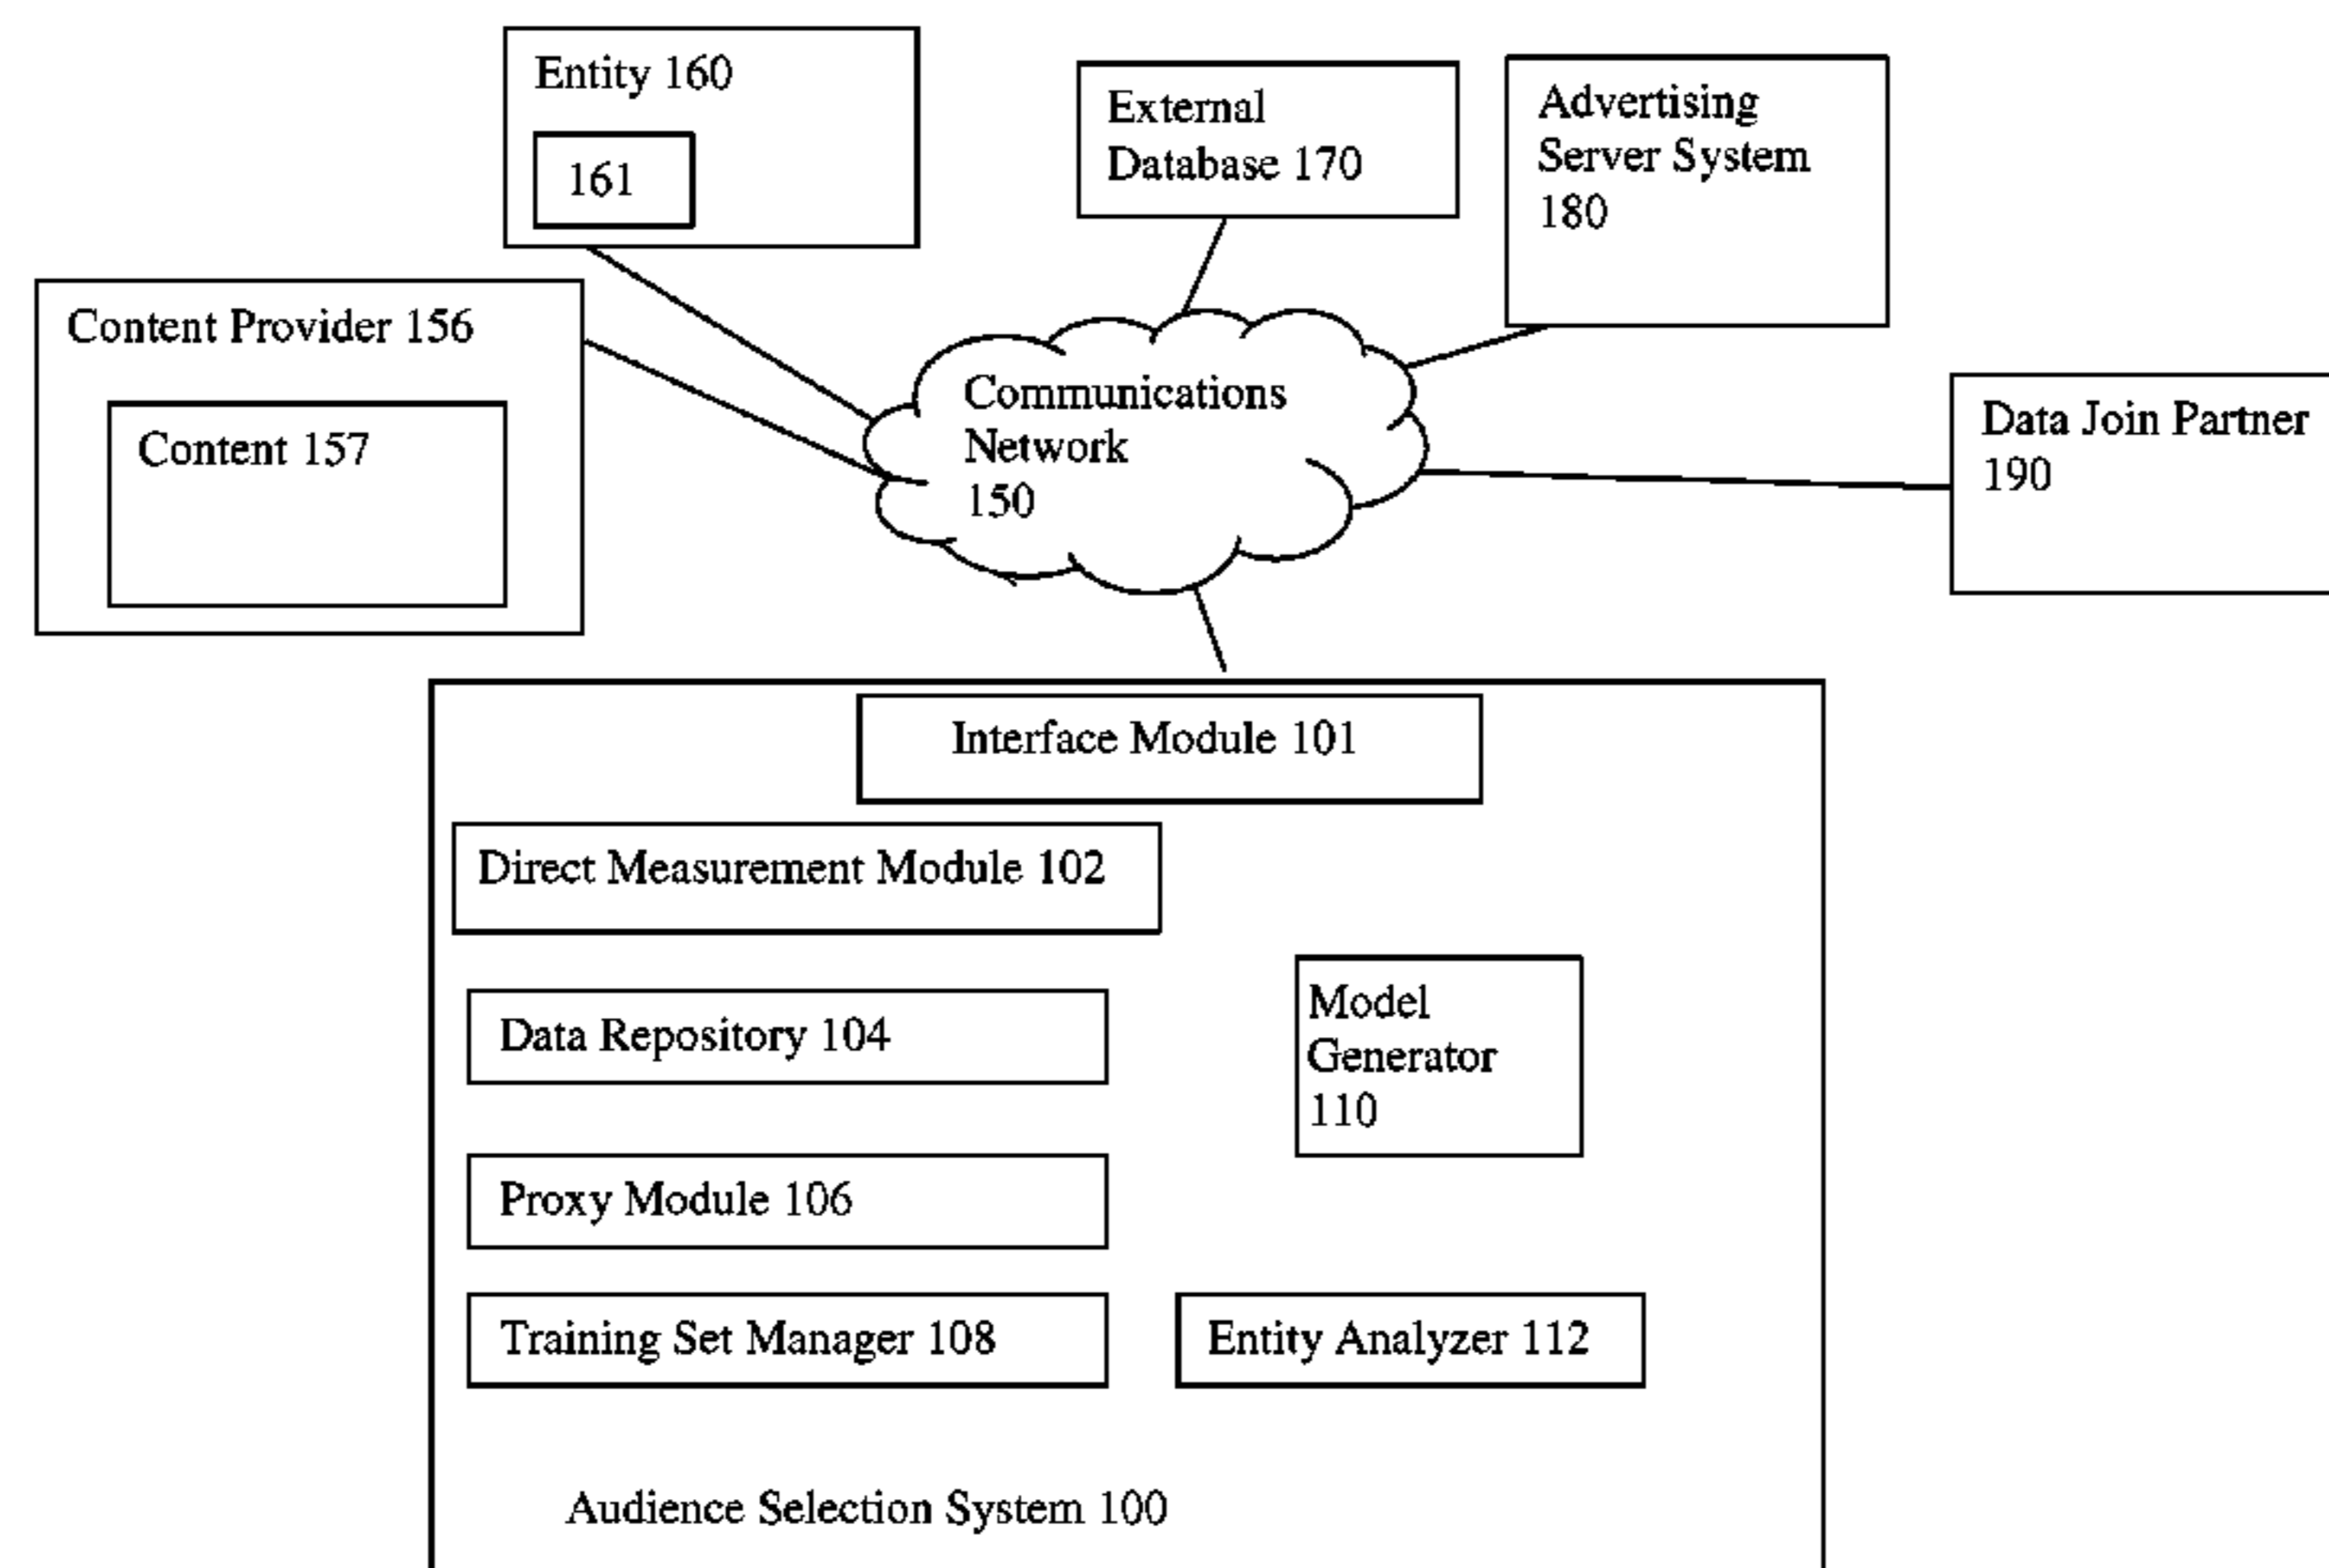 Entity 160
161
External
Database 170
Advertising
Server System
180
Content Provider 156
Content 157
Communications
Network
150
Data Join Partner
190
Interface Module 101
Direct Measurement Module 102
Data Repository 104
Model
Generator
110
Proxy Module 106
Training Set Manager 108
Entity Analyzer 112
Audience Selection System 100